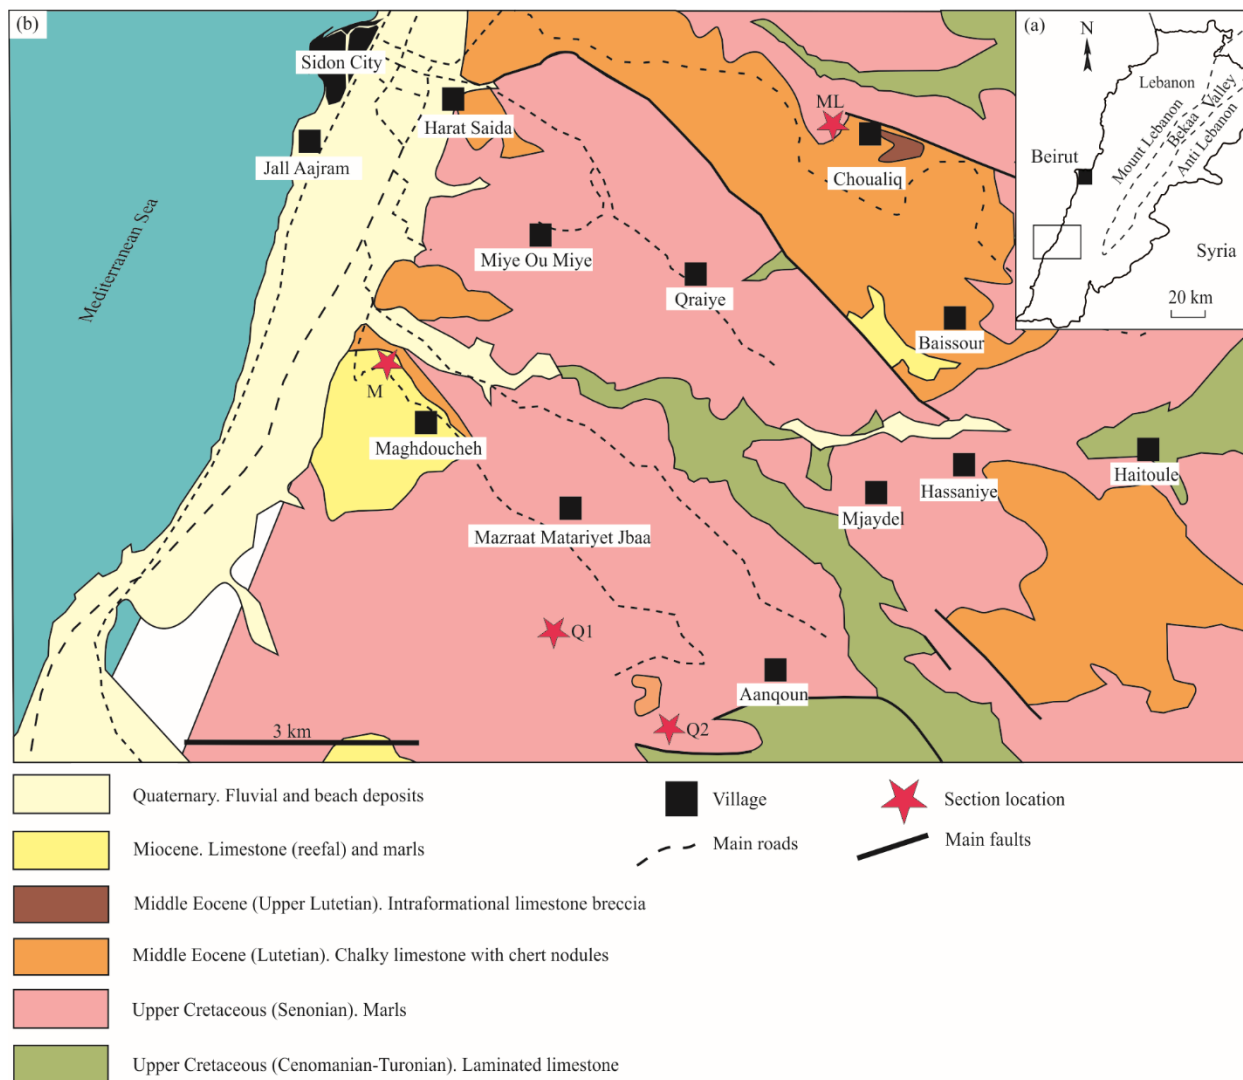 (b)
Sidon City
Harat Saida
Jall Aajram
Mediterranean Sea
Miye Ou Miye
Qraiye
ML
Choualiq
Baissour
M
Maghdoucheh
Mazraat Matariyet Jbaa
Mjaydel
Hassaniye
Haitoule
Q1
Aanqoun
Q2
3 km
(a)
N
Lebanon
Mount Lebanon
Bekaa Valley
Anti Lebanon
Beirut
Syria
20 km
Quaternary. Fluvial and beach deposits
Miocene. Limestone (reefal) and marls
Middle Eocene (Upper Lutetian). Intraformational limestone breccia
Middle Eocene (Lutetian). Chalky limestone with chert nodules
Upper Cretaceous (Senonian). Marls
Upper Cretaceous (Cenomanian-Turonian). Laminated limestone
Village
Main roads
Section location
Main faults